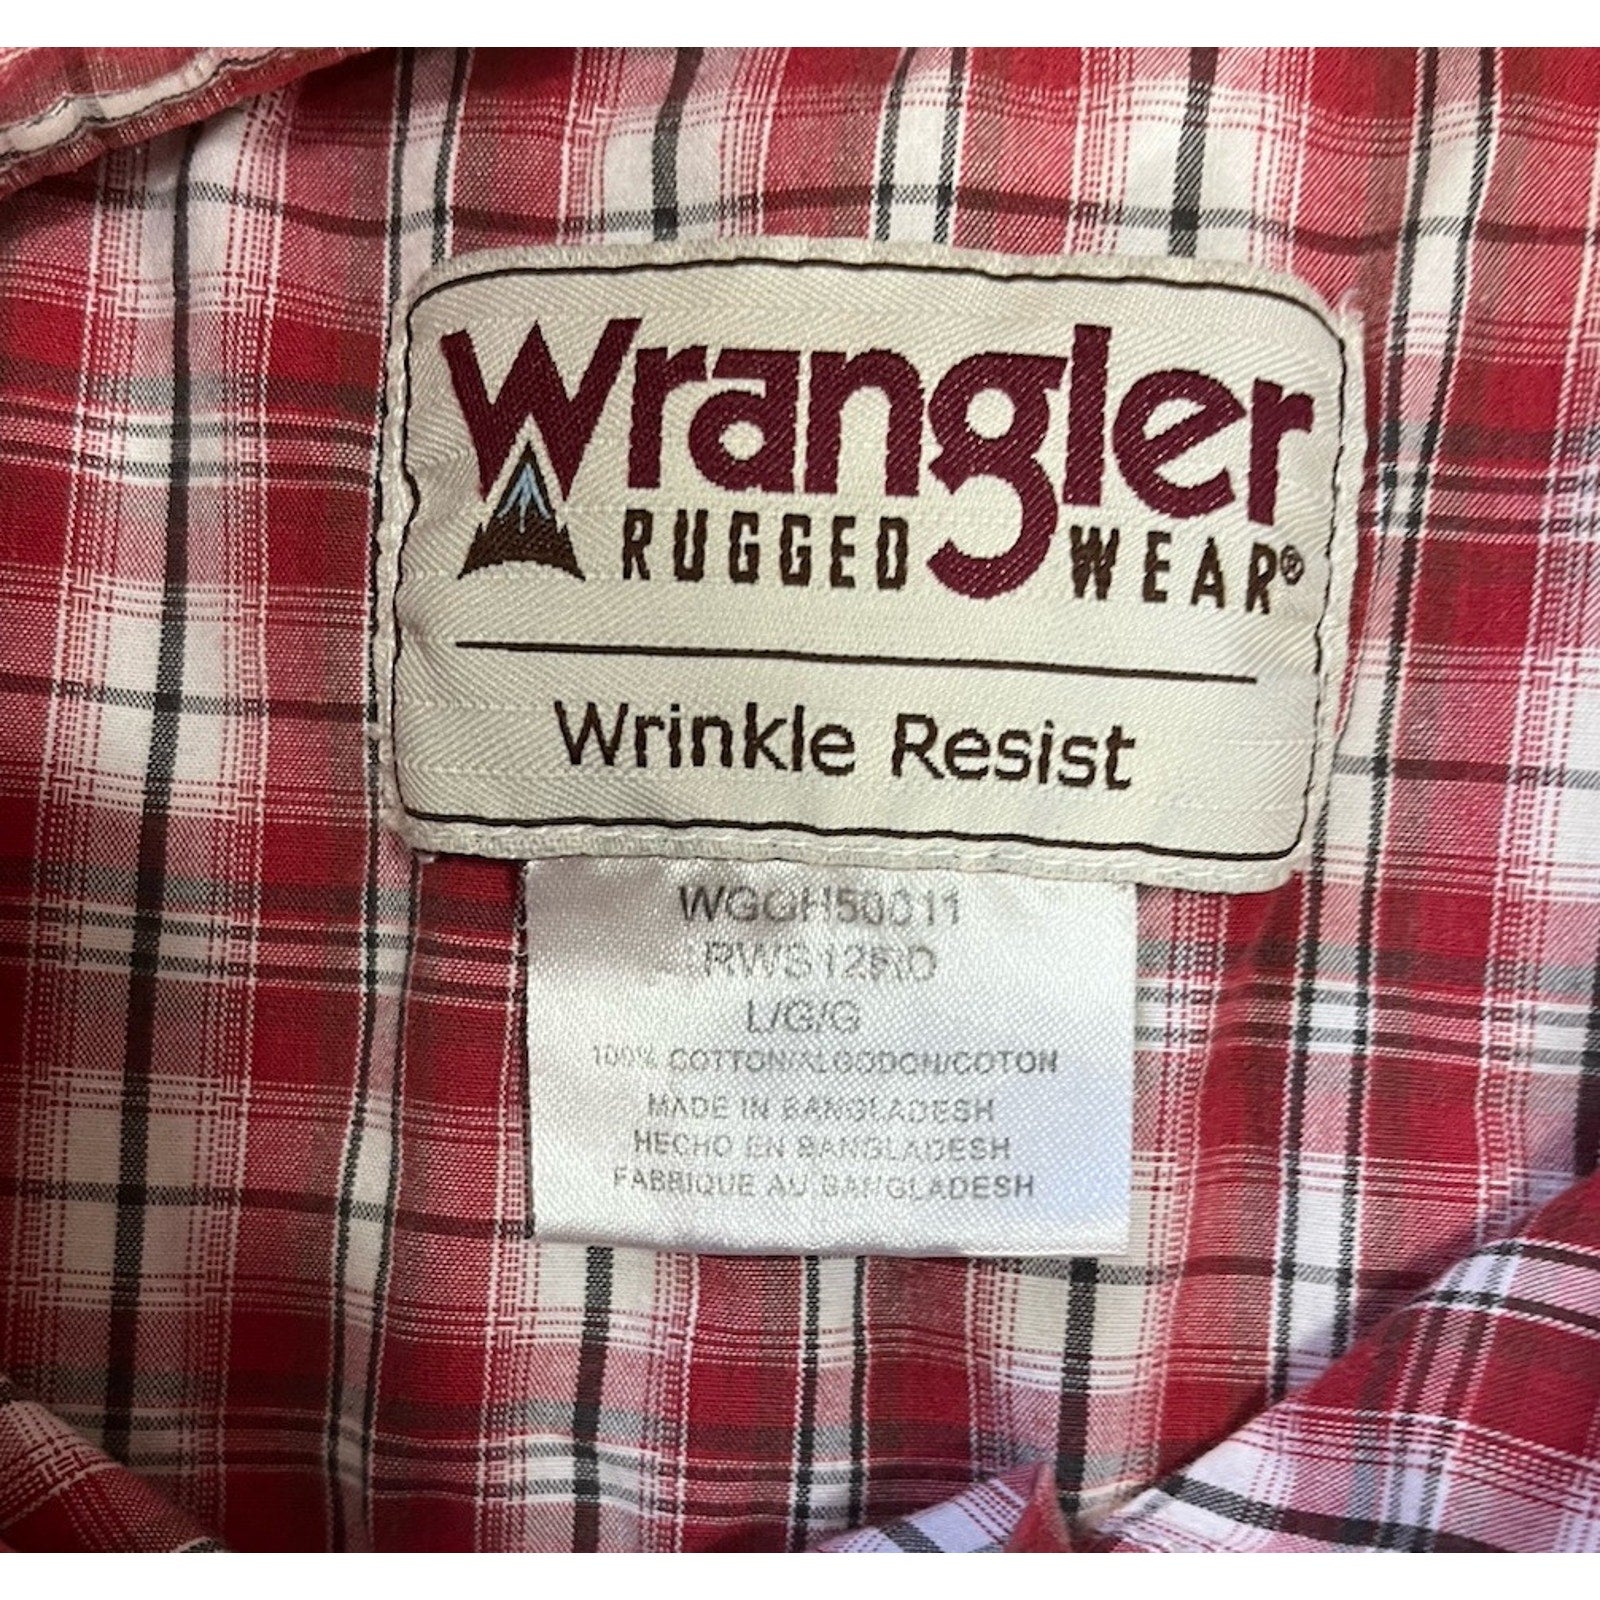 Wrangler
RUGGED WEAR®
Wrinkle Resist
WGGH50011
RWS12R0
L/G/G
100% COTTON/ALGODON/COTON
MADE IN BANGLADESH
HECHO EN BANGLADESH
FABRIQUE AU BANGLADESH